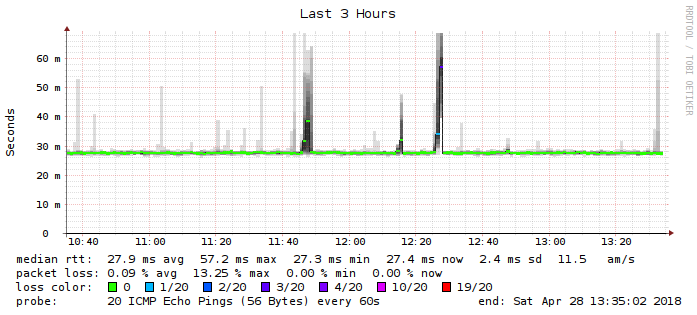 Last 3 Hours
RRDTOOL / TOBI OETIKER
Seconds
60 m
50 m
40 m
30 m
20 m
10 m
0
10:40 11:00 11:20 11:40 12:00 12:20 12:40 13:00 13:20
median rtt: 27.9 ms avg 57.2 ms max 27.3 ms min 27.4 ms now 2.4 ms sd 11.5 am/s
packet loss: 0.09 % avg 13.25 % max 0.00 % min 0.00 % now
loss color: 0 1/20 2/20 3/20 4/20 10/20 19/20
probe: 20 ICMP Echo Pings (56 Bytes) every 60s end: Sat Apr 28 13:35:02 2018